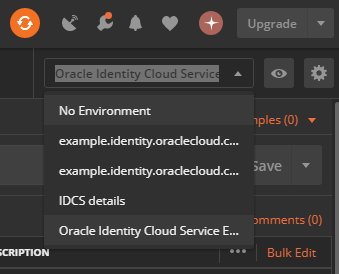 Upgrade
Oracle Identity Cloud Service
No Environment
mples (0)
example.identity.oraclecloud.c...
example.identity.oraclecloud.c...
Save
IDCS details
omments (0)
Oracle Identity Cloud Service E...
SCRIPTION
Bulk Edit